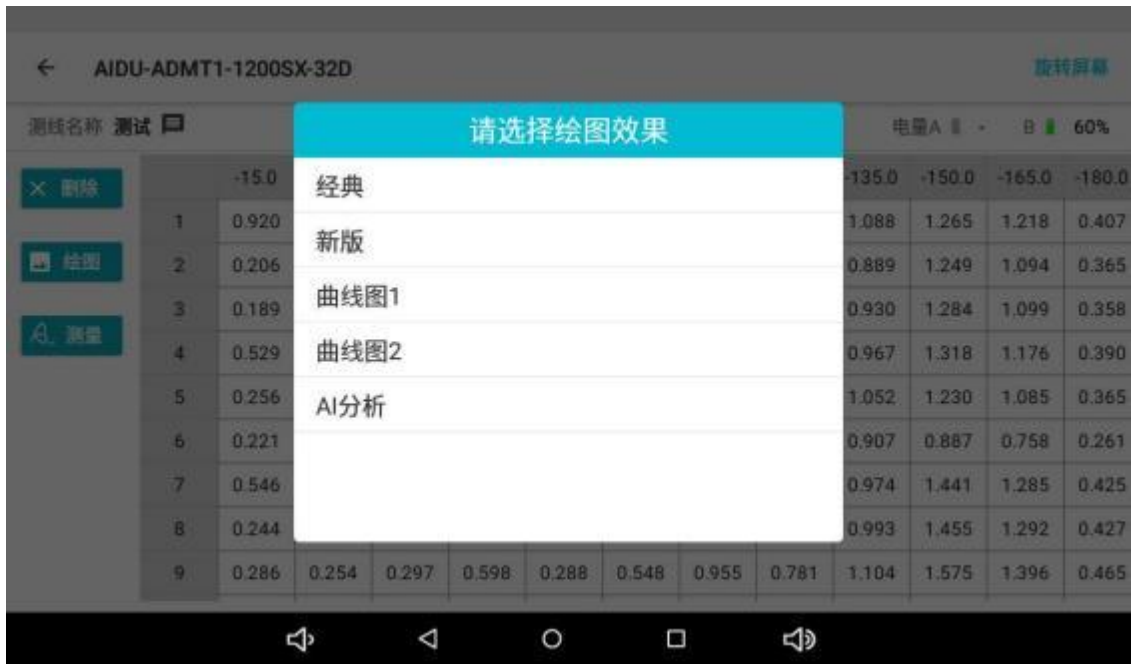 AIDU-ADMT1-1200SX-32D 旋转屏幕
测线名称 测试 电量A - B 60%
请选择绘图效果
经典
新版
曲线图1
曲线图2
AI分析
删除
绘图
测量
-15.0 -135.0 -150.0 -165.0 -180.0
1 0.920 1.088 1.265 1.218 0.407
2 0.206 0.889 1.249 1.094 0.365
3 0.189 0.930 1.284 1.099 0.358
4 0.529 0.967 1.318 1.176 0.390
5 0.256 1.052 1.230 1.085 0.365
6 0.221 0.907 0.887 0.758 0.261
7 0.546 0.974 1.441 1.285 0.425
8 0.244 0.993 1.455 1.292 0.427
9 0.286 0.254 0.297 0.598 0.288 0.548 0.955 0.781 1.104 1.575 1.396 0.465